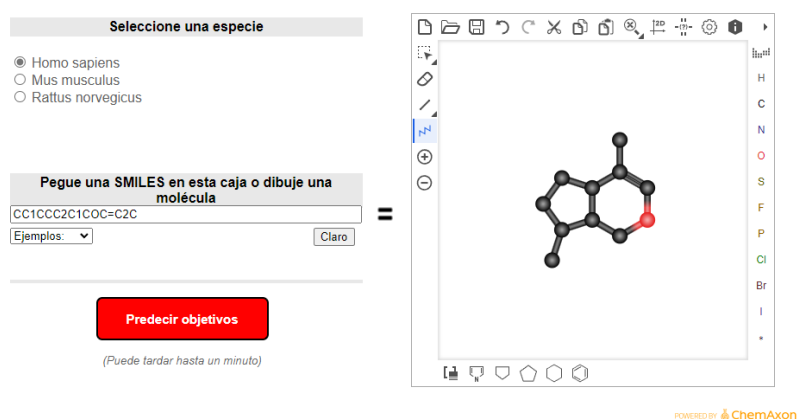 Seleccione una especie
Homo sapiens
Mus musculus
Rattus norvegicus
Pegue una SMILES en esta caja o dibuje una
molécula
CC1CCC2C1COC=C2C
Ejemplos:
Claro
Predecir objetivos
(Puede tardar hasta un minuto)
=
2D
H
C
N
O
S
F
P
Cl
Br
I
*
POWERED BY ChemAxon